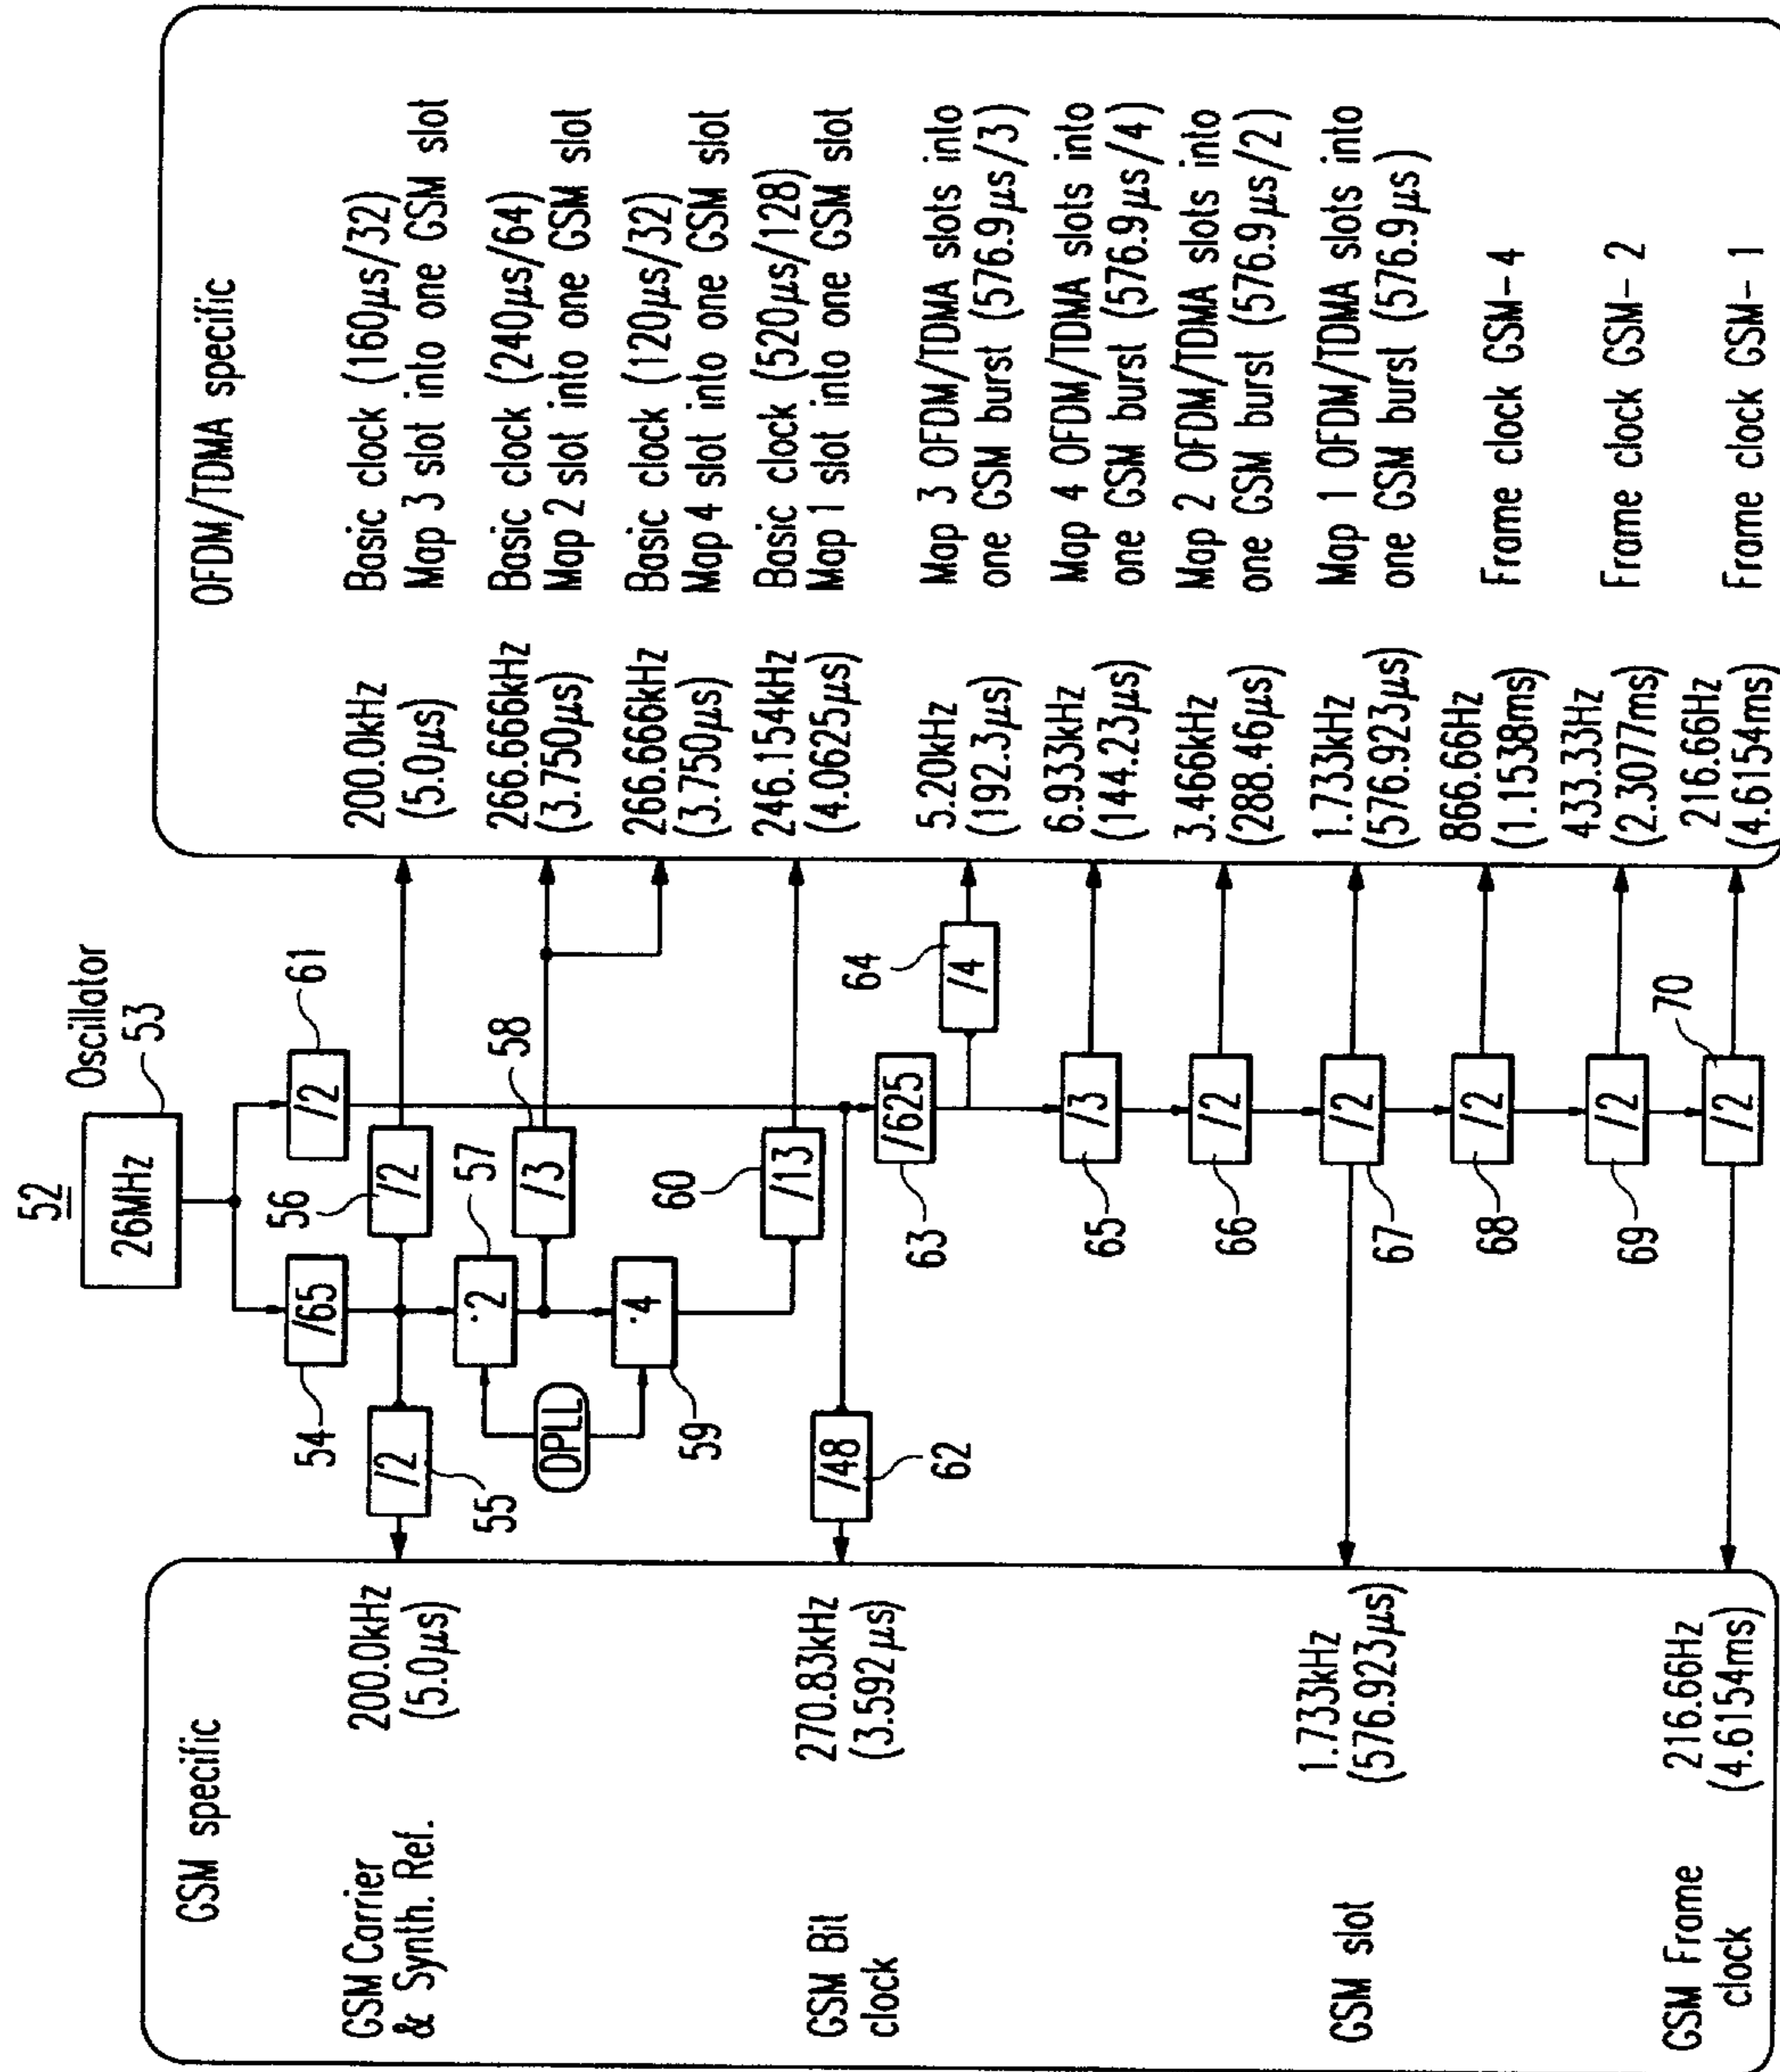 52
Oscillator
26MHz
53
GSM specific
GSM Carrier
& Synth. Ref.
200.0kHz
(5.0μs)
GSM Bit
clock
270.83kHz
(3.592μs)
GSM slot
1.733kHz
(576.923μs)
GSM Frame
clock
216.66Hz
(4.6154ms)
54
/65
61
/2
55
/2
56
/2
57
·2
58
/3
DPLL
59
·4
60
/13
62
/48
63
/625
64
/4
65
/3
66
/2
67
/2
68
/2
69
/2
70
/2
OFDM/TDMA specific
200.0kHz
(5.0μs)
Basic clock (160μs/32)
Map 3 slot into one GSM slot
266.666kHz
(3.750μs)
Basic clock (240μs/64)
Map 2 slot into one GSM slot
266.666kHz
(3.750μs)
Basic clock (120μs/32)
Map 4 slot into one GSM slot
246.154kHz
(4.0625μs)
Basic clock (520μs/128)
Map 1 slot into one GSM slot
5.20kHz
(192.3μs)
Map 3 OFDM/TDMA slots into
one GSM burst (576.9μs/3)
6.933kHz
(144.23μs)
Map 4 OFDM/TDMA slots into
one GSM burst (576.9μs/4)
3.466kHz
(288.46μs)
Map 2 OFDM/TDMA slots into
one GSM burst (576.9μs/2)
1.733kHz
(576.923μs)
Map 1 OFDM/TDMA slots into
one GSM burst (576.9μs)
866.66Hz
(1.1538ms)
Frame clock GSM-4
433.33Hz
(2.3077ms)
Frame clock GSM- 2
216.66Hz
(4.6154ms)
Frame clock GSM-1